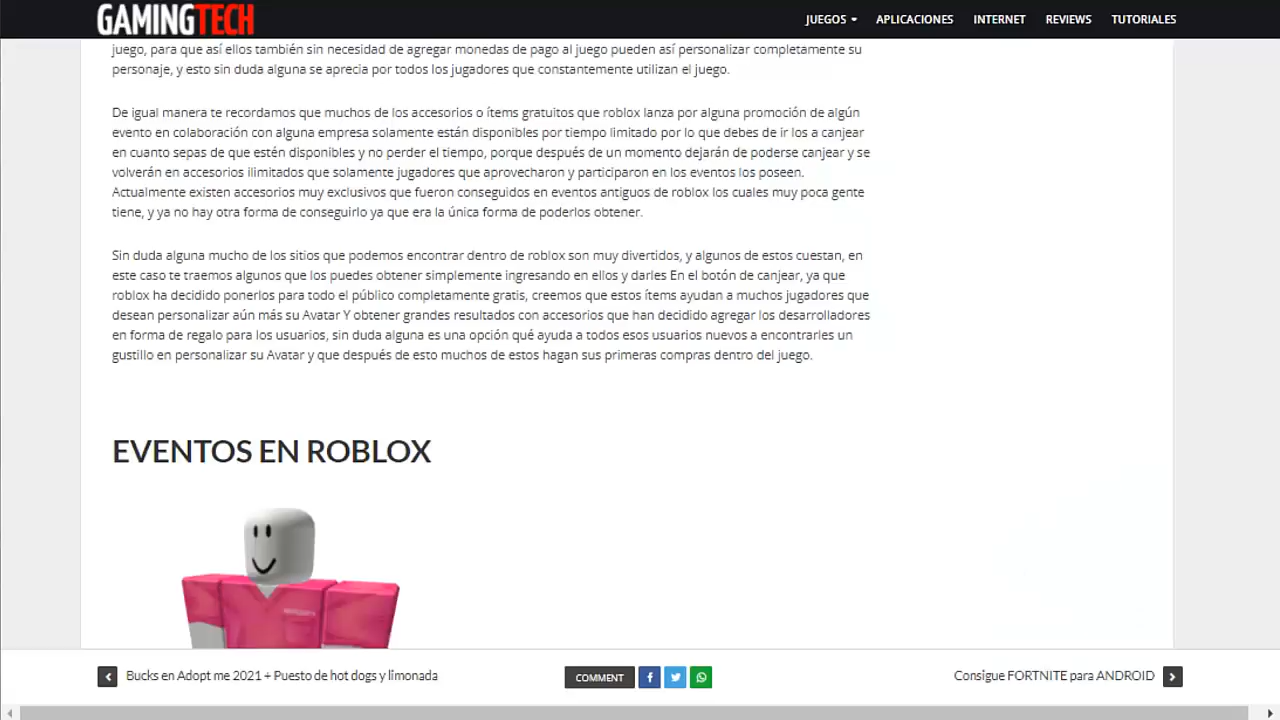 GAMINGTECH
JUEGOS APLICACIONES INTERNET REVIEWS TUTORIALES
juego, para que así ellos también sin necesidad de agregar monedas de pago al juego pueden así personalizar completamente su
personaje, y esto sin duda alguna se aprecia por todos los jugadores que constantemente utilizan el juego.
De igual manera te recordamos que muchos de los accesorios o ítems gratuitos que roblox lanza por alguna promoción de algún
evento en colaboración con alguna empresa solamente están disponibles por tiempo limitado por lo que debes de ir los a canjear
en cuanto sepas de que estén disponibles y no perder el tiempo, porque después de un momento dejarán de poderse canjear y se
volverán en accesorios ilimitados que solamente jugadores que aprovecharon y participaron en los eventos los poseen.
Actualmente existen accesorios muy exclusivos que fueron conseguidos en eventos antiguos de roblox los cuales muy poca gente
tiene, y ya no hay otra forma de conseguirlo ya que era la única forma de poderlos obtener.
Sin duda alguna mucho de los sitios que podemos encontrar dentro de roblox son muy divertidos, y algunos de estos cuestan, en
este caso te traemos algunos que los puedes obtener simplemente ingresando en ellos y darles En el botón de canjear, ya que
roblox ha decidido ponerlos para todo el público completamente gratis, creemos que estos ítems ayudan a muchos jugadores que
desean personalizar aún más su Avatar Y obtener grandes resultados con accesorios que han decidido agregar los desarrolladores
en forma de regalo para los usuarios, sin duda alguna es una opción qué ayuda a todos esos usuarios nuevos a encontrarles un
gustillo en personalizar su Avatar y que después de esto muchos de estos hagan sus primeras compras dentro del juego.
EVENTOS EN ROBLOX
Bucks en Adopt me 2021 + Puesto de hot dogs y limonada
COMMENT
Consigue FORTNITE para ANDROID